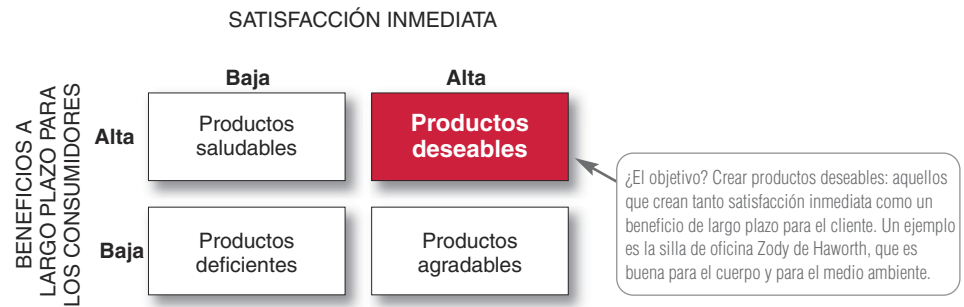 SATISFACCIÓN INMEDIATA
Baja
Alta
BENEFICIOS A
LARGO PLAZO PARA
LOS CONSUMIDORES
Alta
Productos
saludables
Productos
deseables
Baja
Productos
deficientes
Productos
agradables
¿El objetivo? Crear productos deseables: aquellos
que crean tanto satisfacción inmediata como un
beneficio de largo plazo para el cliente. Un ejemplo
es la silla de oficina Zody de Haworth, que es
buena para el cuerpo y para el medio ambiente.